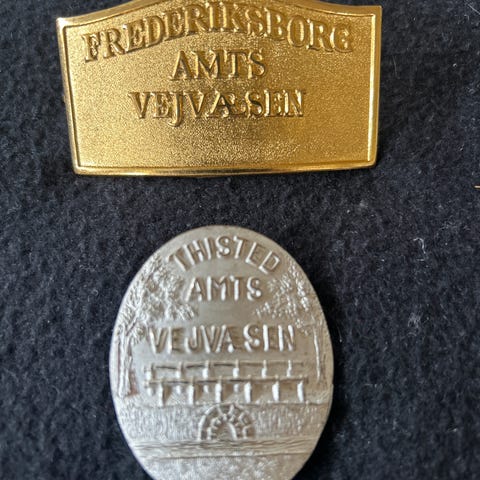 FREDERIKSBORG
AMTS
VEJVÆSEN
THISTED
AMTS
VEJVÆSEN